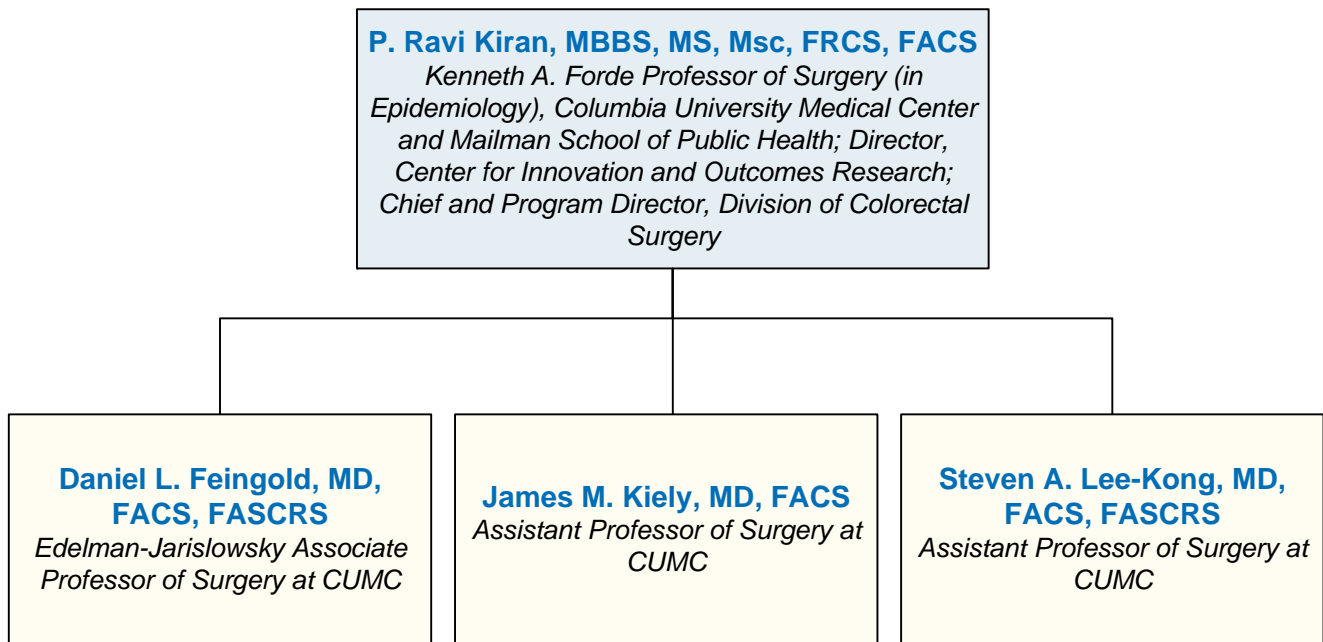 P. Ravi Kiran, MBBS, MS, Msc, FRCS, FACS
Kenneth A. Forde Professor of Surgery (in
Epidemiology), Columbia University Medical Center
and Mailman School of Public Health; Director,
Center for Innovation and Outcomes Research;
Chief and Program Director, Division of Colorectal
Surgery
Daniel L. Feingold, MD,
FACS, FASCRS
Edelman-Jarislowsky Associate
Professor of Surgery at CUMC
James M. Kiely, MD, FACS
Assistant Professor of Surgery at
CUMC
Steven A. Lee-Kong, MD,
FACS, FASCRS
Assistant Professor of Surgery at
CUMC